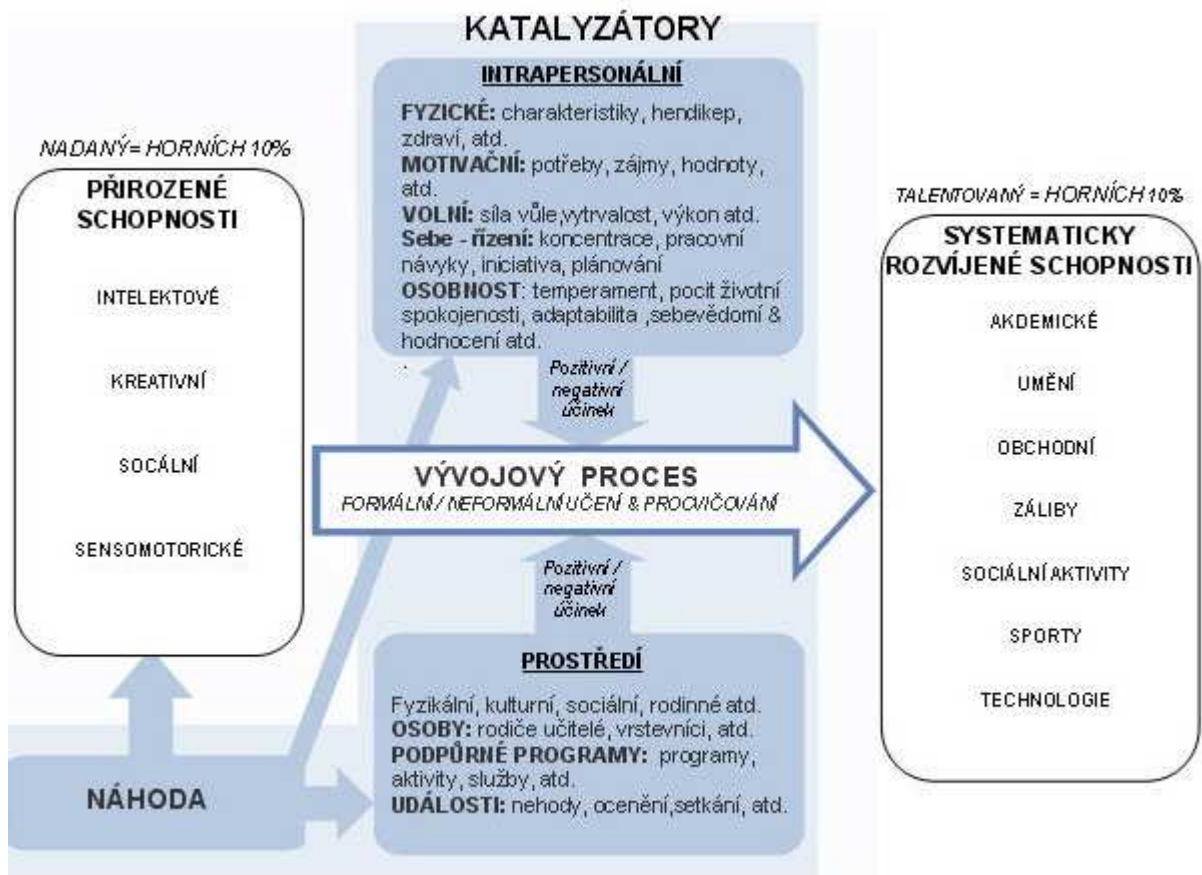 KATALYZÁTORY
INTRAPERSONÁLNÍ
FYZICKÉ: charakteristiky, hendikep,
zdraví, atd.
MOTIVAČNÍ: potřeby, zájmy, hodnoty,
atd.
VOLNÍ: síla vůle,vytrvalost, výkon atd.
Sebe - řízení: koncentrace, pracovní
návyky, iniciativa, plánování
OSOBNOST: temperament, pocit životní
spokojenosti, adaptabilita ,sebevědomí &
hodnocení atd.
.
NADANÝ= HORNÍCH 10%
PŘIROZENÉ
SCHOPNOSTI
INTELEKTOVÉ
KREATIVNÍ
SOCÁLNÍ
SENSOMOTORICKÉ
Pozitivní /
negativní
účinek
VÝVOJOVÝ PROCES
FORMÁLNÍ / NEFORMÁLNÍ UČENÍ & PROCVIČOVÁNÍ
Pozitivní /
negativní
účinek
PROSTŘEDÍ
Fyzikální, kulturní, sociální, rodinné atd.
OSOBY: rodiče učitelé, vrstevníci, atd.
PODPŮRNÉ PROGRAMY: programy,
aktivity, služby, atd.
UDÁLOSTI: nehody, ocenění,setkání, atd.
NÁHODA
TALENTOVANÝ = HORNÍCH 10%
SYSTEMATICKY
ROZVÍJENÉ SCHOPNOSTI
AKDEMICKÉ
UMĚNÍ
OBCHODNÍ
ZÁLIBY
SOCIÁLNÍ AKTIVITY
SPORTY
TECHNOLOGIE